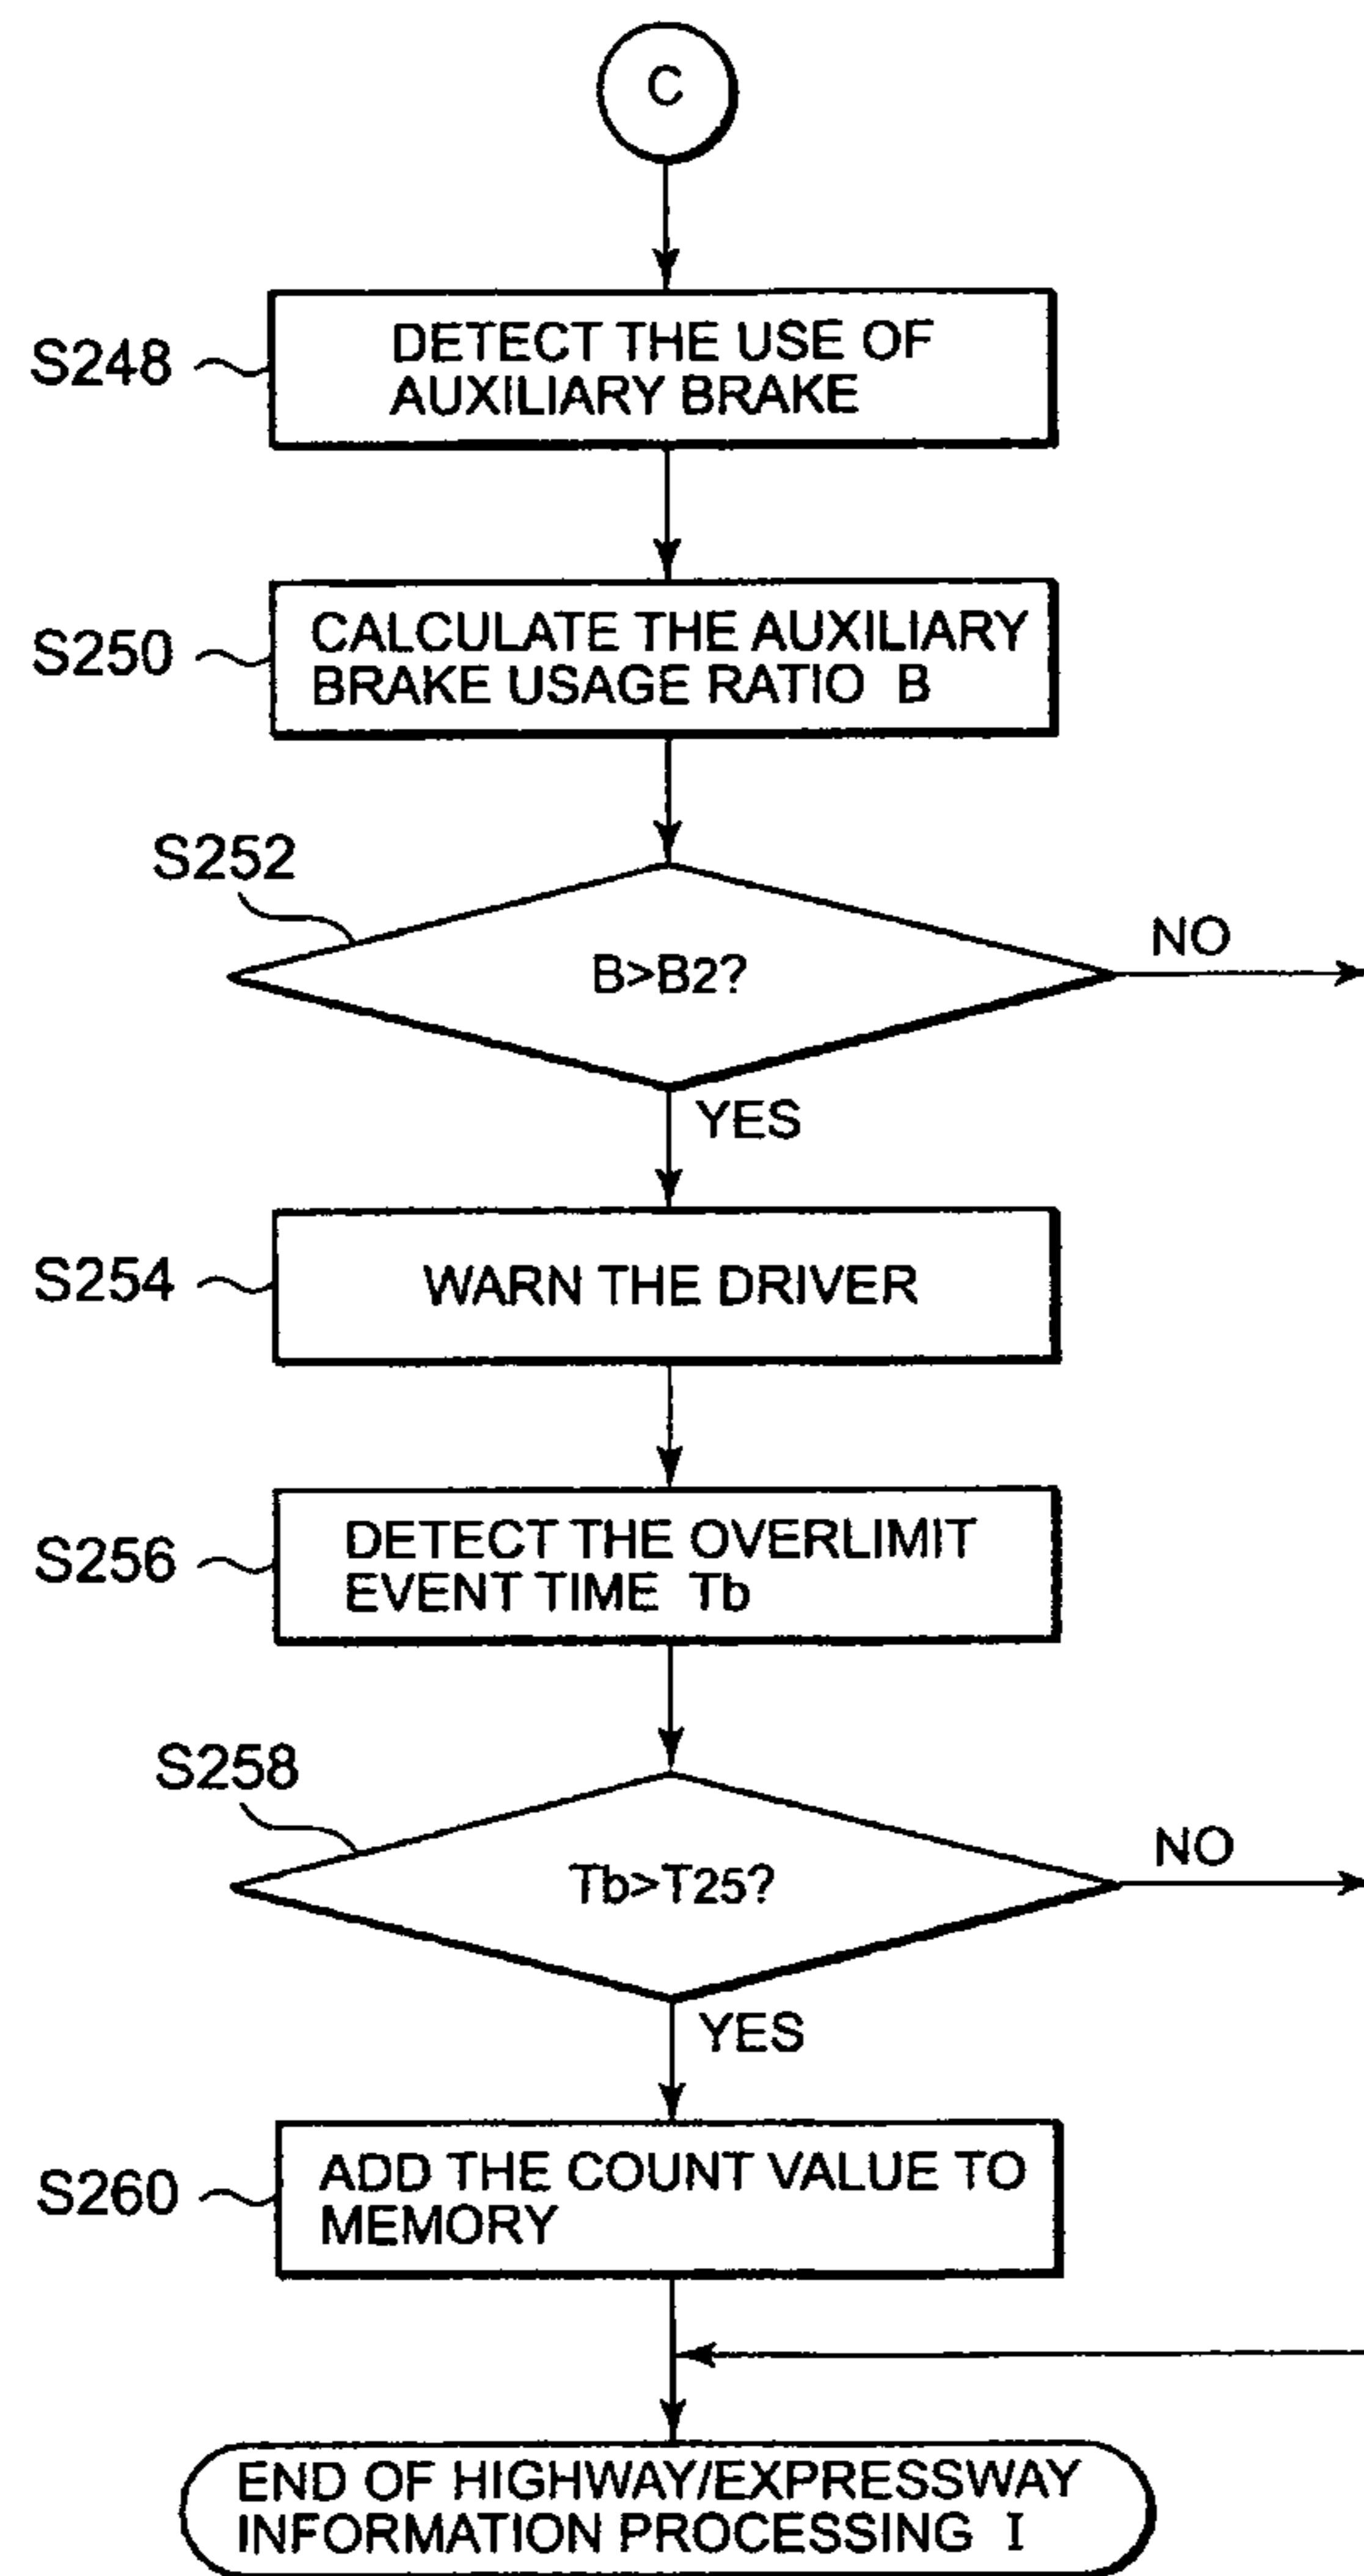 C
S248
DETECT THE USE OF
AUXILIARY BRAKE
S250
CALCULATE THE AUXILIARY
BRAKE USAGE RATIO B
S252
B>B2?
NO
YES
S254
WARN THE DRIVER
S256
DETECT THE OVERLIMIT
EVENT TIME Tb
S258
Tb>T25?
NO
YES
S260
ADD THE COUNT VALUE TO
MEMORY
END OF HIGHWAY/EXPRESSWAY
INFORMATION PROCESSING I